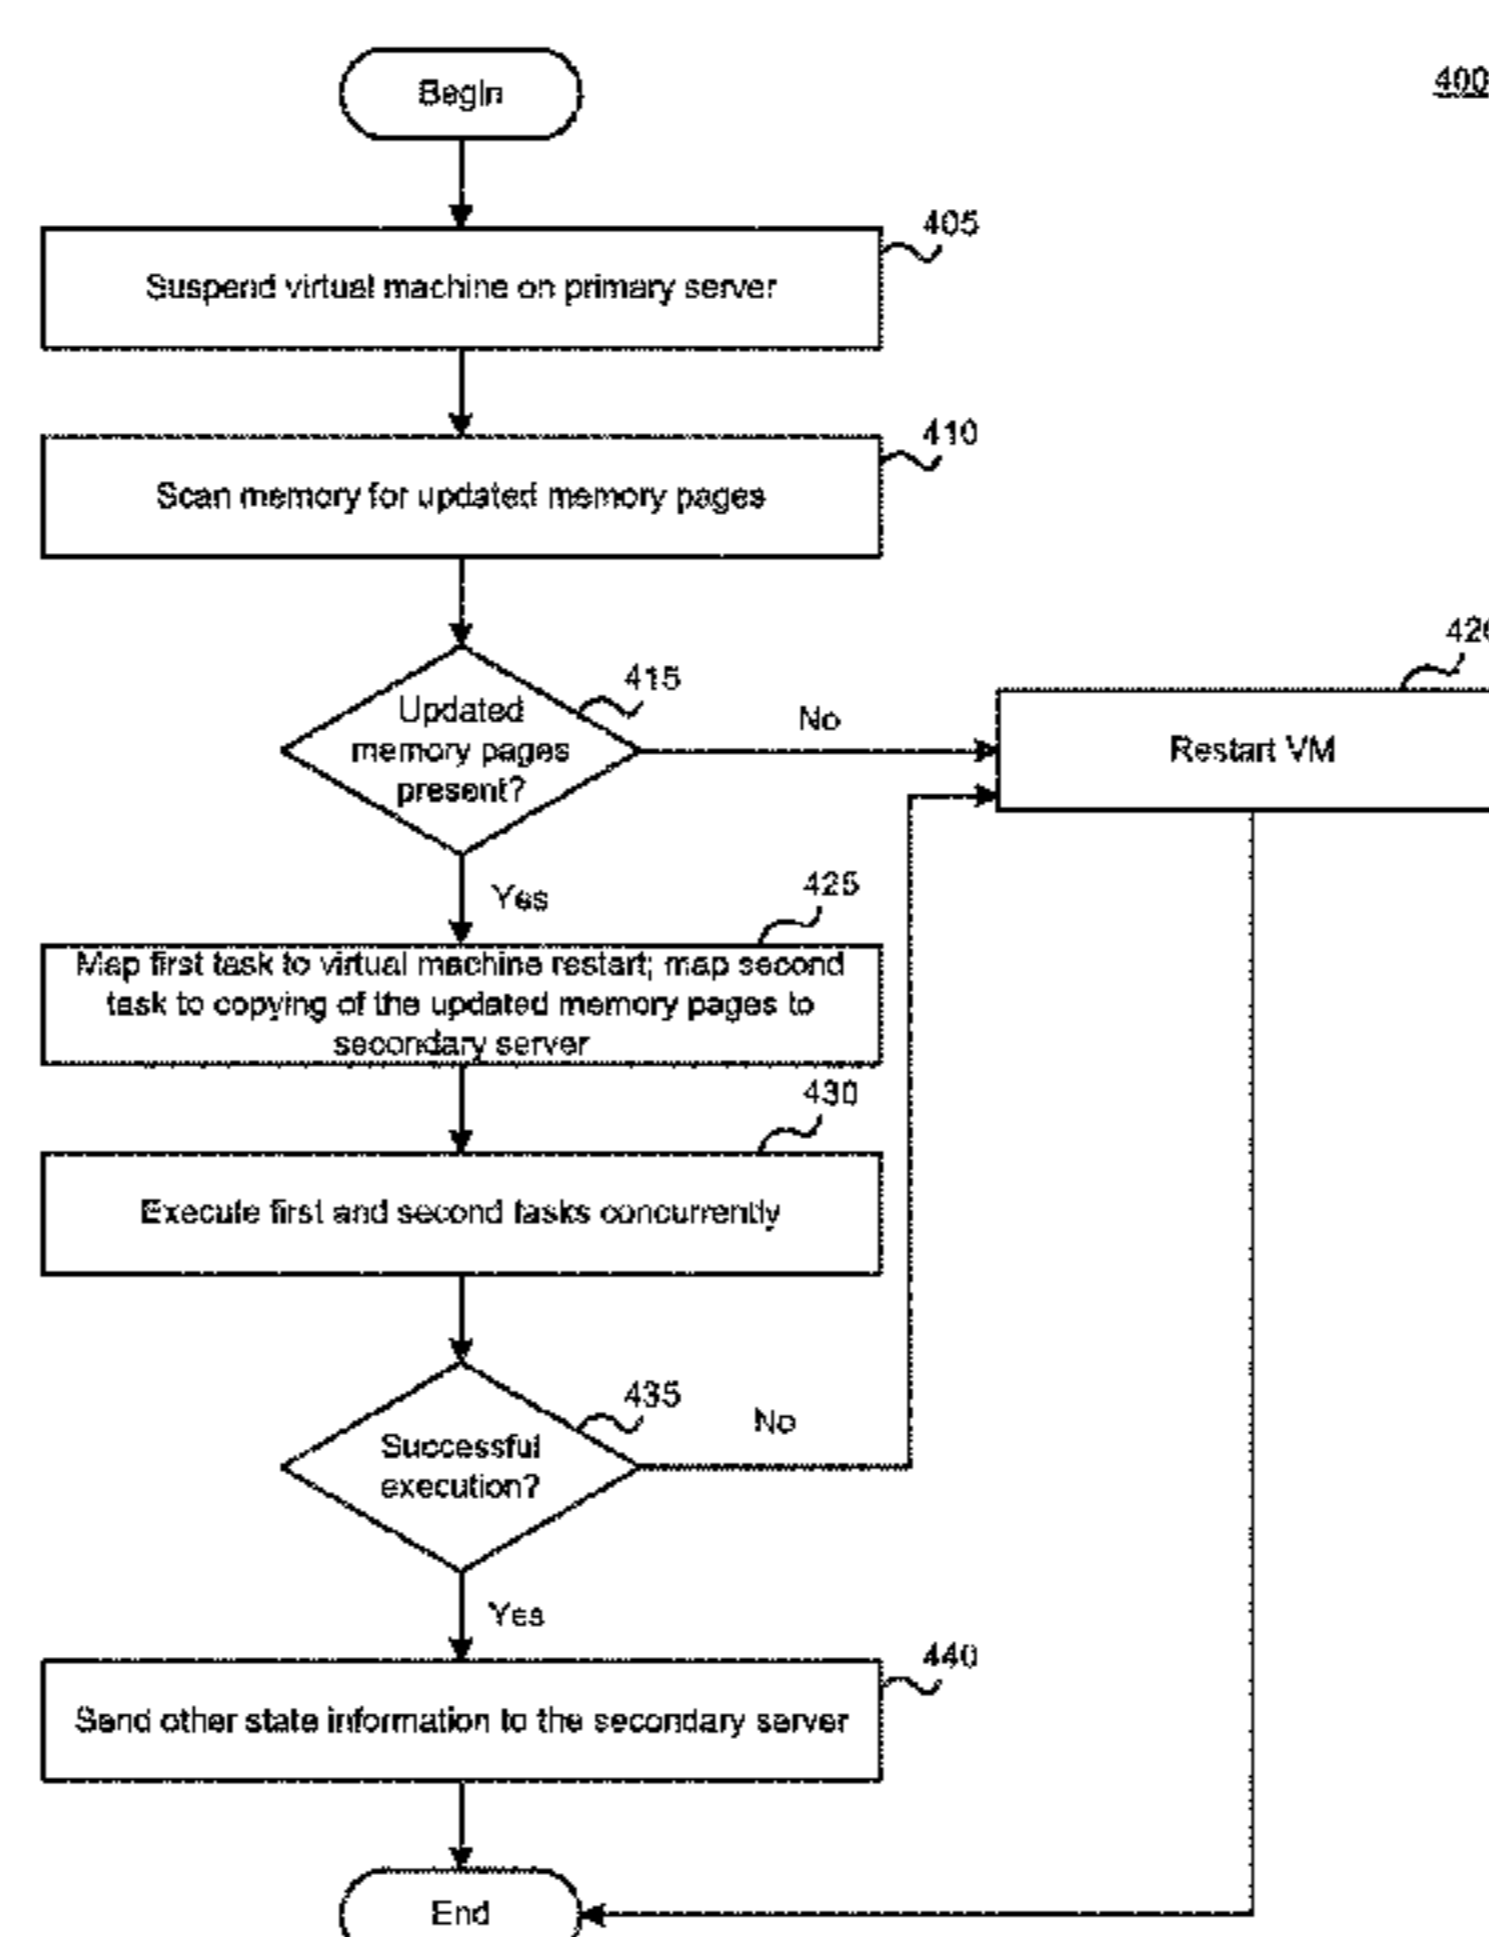 Begin
400
405
Suspend virtual machine on primary server
410
Scan memory for updated memory pages
415
Updated
memory pages
present?
No
Restart VM
Yes
425
Map first task to virtual machine restart; map second
task to copying of the updated memory pages to
secondary server
430
Execute first and second tasks concurrently
435
Successful
execution?
No
Yes
440
Send other state information to the secondary server
End